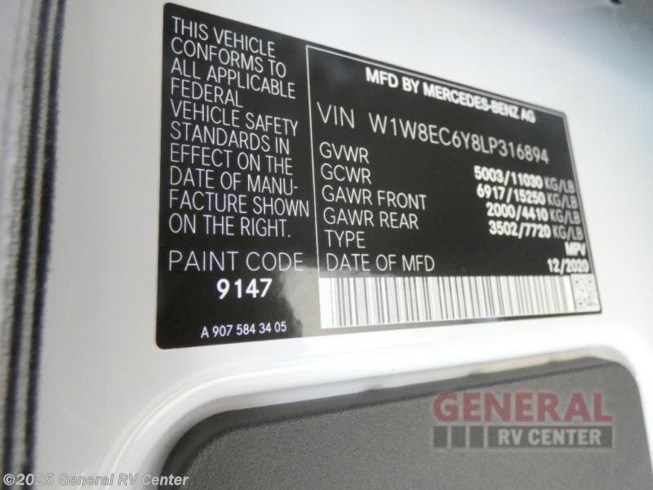 THIS VEHICLE
CONFORMS TO
ALL APPLICABLE
FEDERAL
VEHICLE SAFETY
STANDARDS IN
EFFECT ON THE
DATE OF MANU-
FACTURE SHOWN
ON THE RIGHT.
PAINT CODE
9147
A 907 584 34 05
MFD BY MERCEDES-BENZ AG
VIN W1W8EC6Y8LP316894
GVWR 5003/11030 KG/LB
GCWR 6917/15250 KG/LB
GAWR FRONT 2000/4410 KG/LB
GAWR REAR 3502/7720 KG/LB
TYPE MPV
DATE OF MFD 12/2020
GENERAL
RV CENTER
©2025 General RV Center